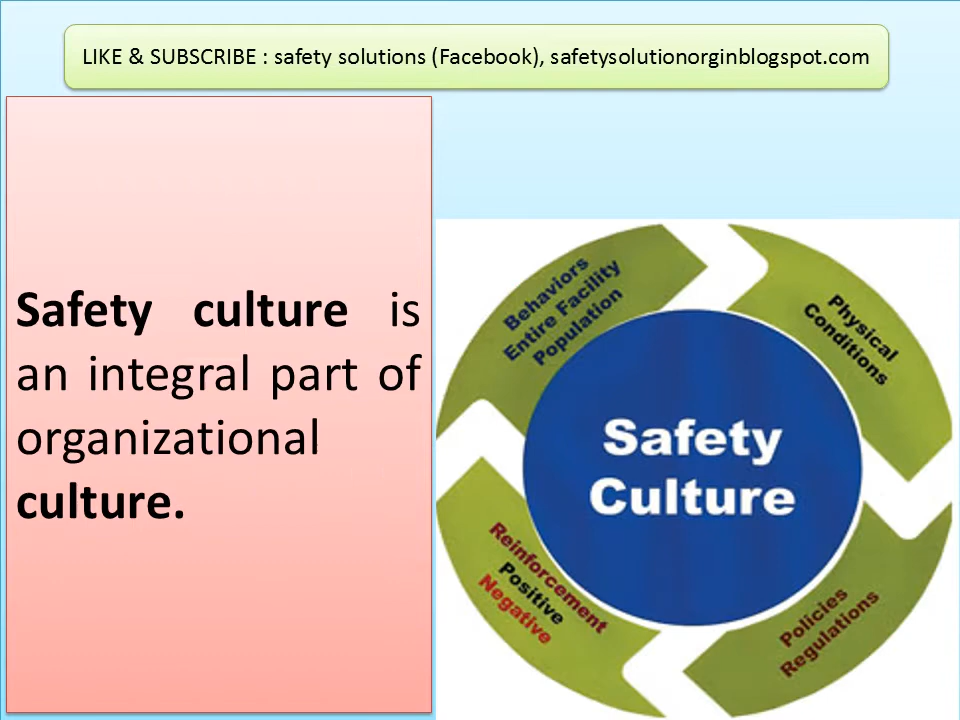 LIKE & SUBSCRIBE : safety solutions (Facebook), safetysolutionorginblogspot.com
Safety culture is
an integral part of
organizational
culture.
Behaviors
Entire Facility
Population
Physical
Conditions
Safety
Culture
Reinforcement
Positive
Negative
Policies
Regulations